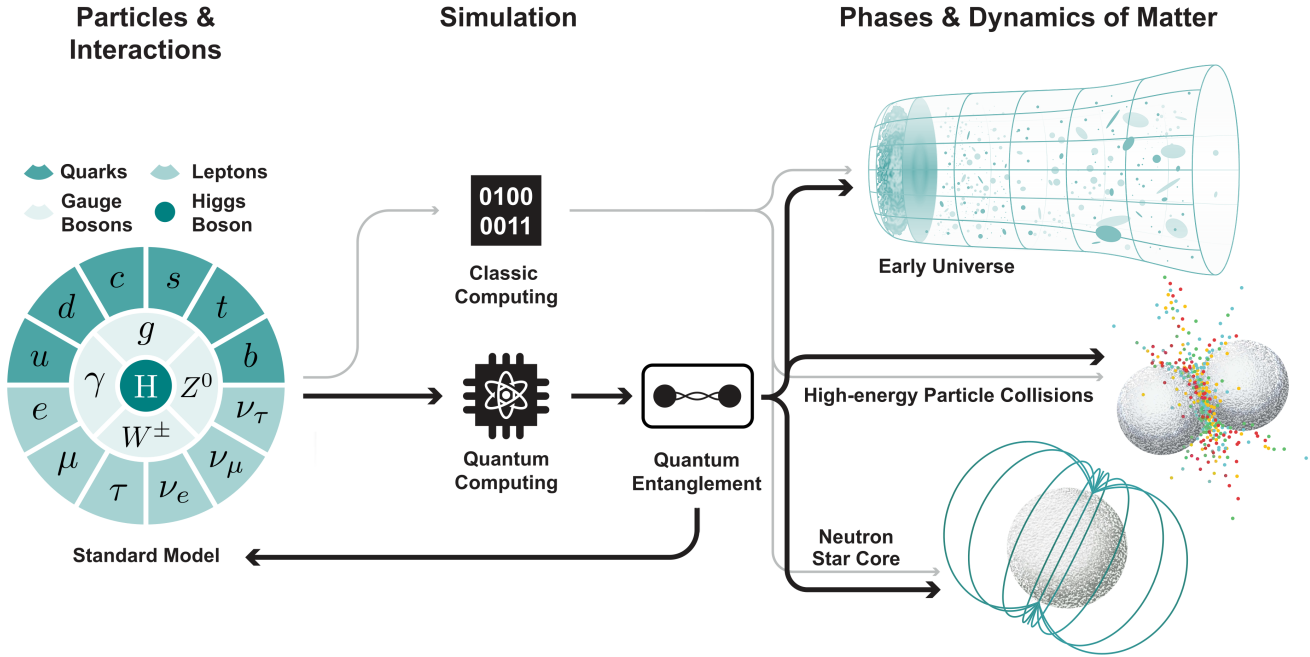 Particles &
Interactions
Simulation
Phases & Dynamics of Matter
Quarks
Leptons
Gauge
Bosons
Higgs
Boson
0100
0011
Classic
Computing
Early Universe
c
s
d
t
u
b
g
γ
H
Z⁰
W±
e
ν_τ
μ
ν_μ
τ
ν_e
Standard Model
Quantum
Computing
Quantum
Entanglement
High-energy Particle Collisions
Neutron
Star Core